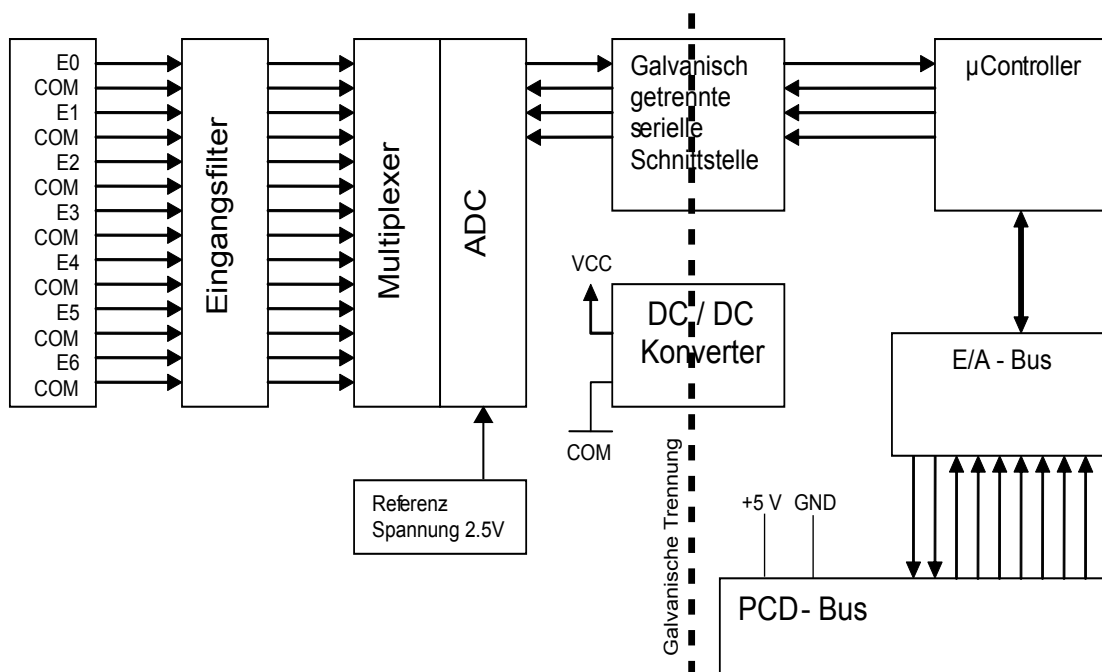 E0
COM
E1
COM
E2
COM
E3
COM
E4
COM
E5
COM
E6
COM
Eingangsfilter
Multiplexer
ADC
Referenz
Spannung 2.5V
Galvanisch
getrennte
serielle
Schnittstelle
VCC
COM
DC / DC
Konverter
Galvanische Trennung
µController
E/A - Bus
+5 V GND
PCD - Bus